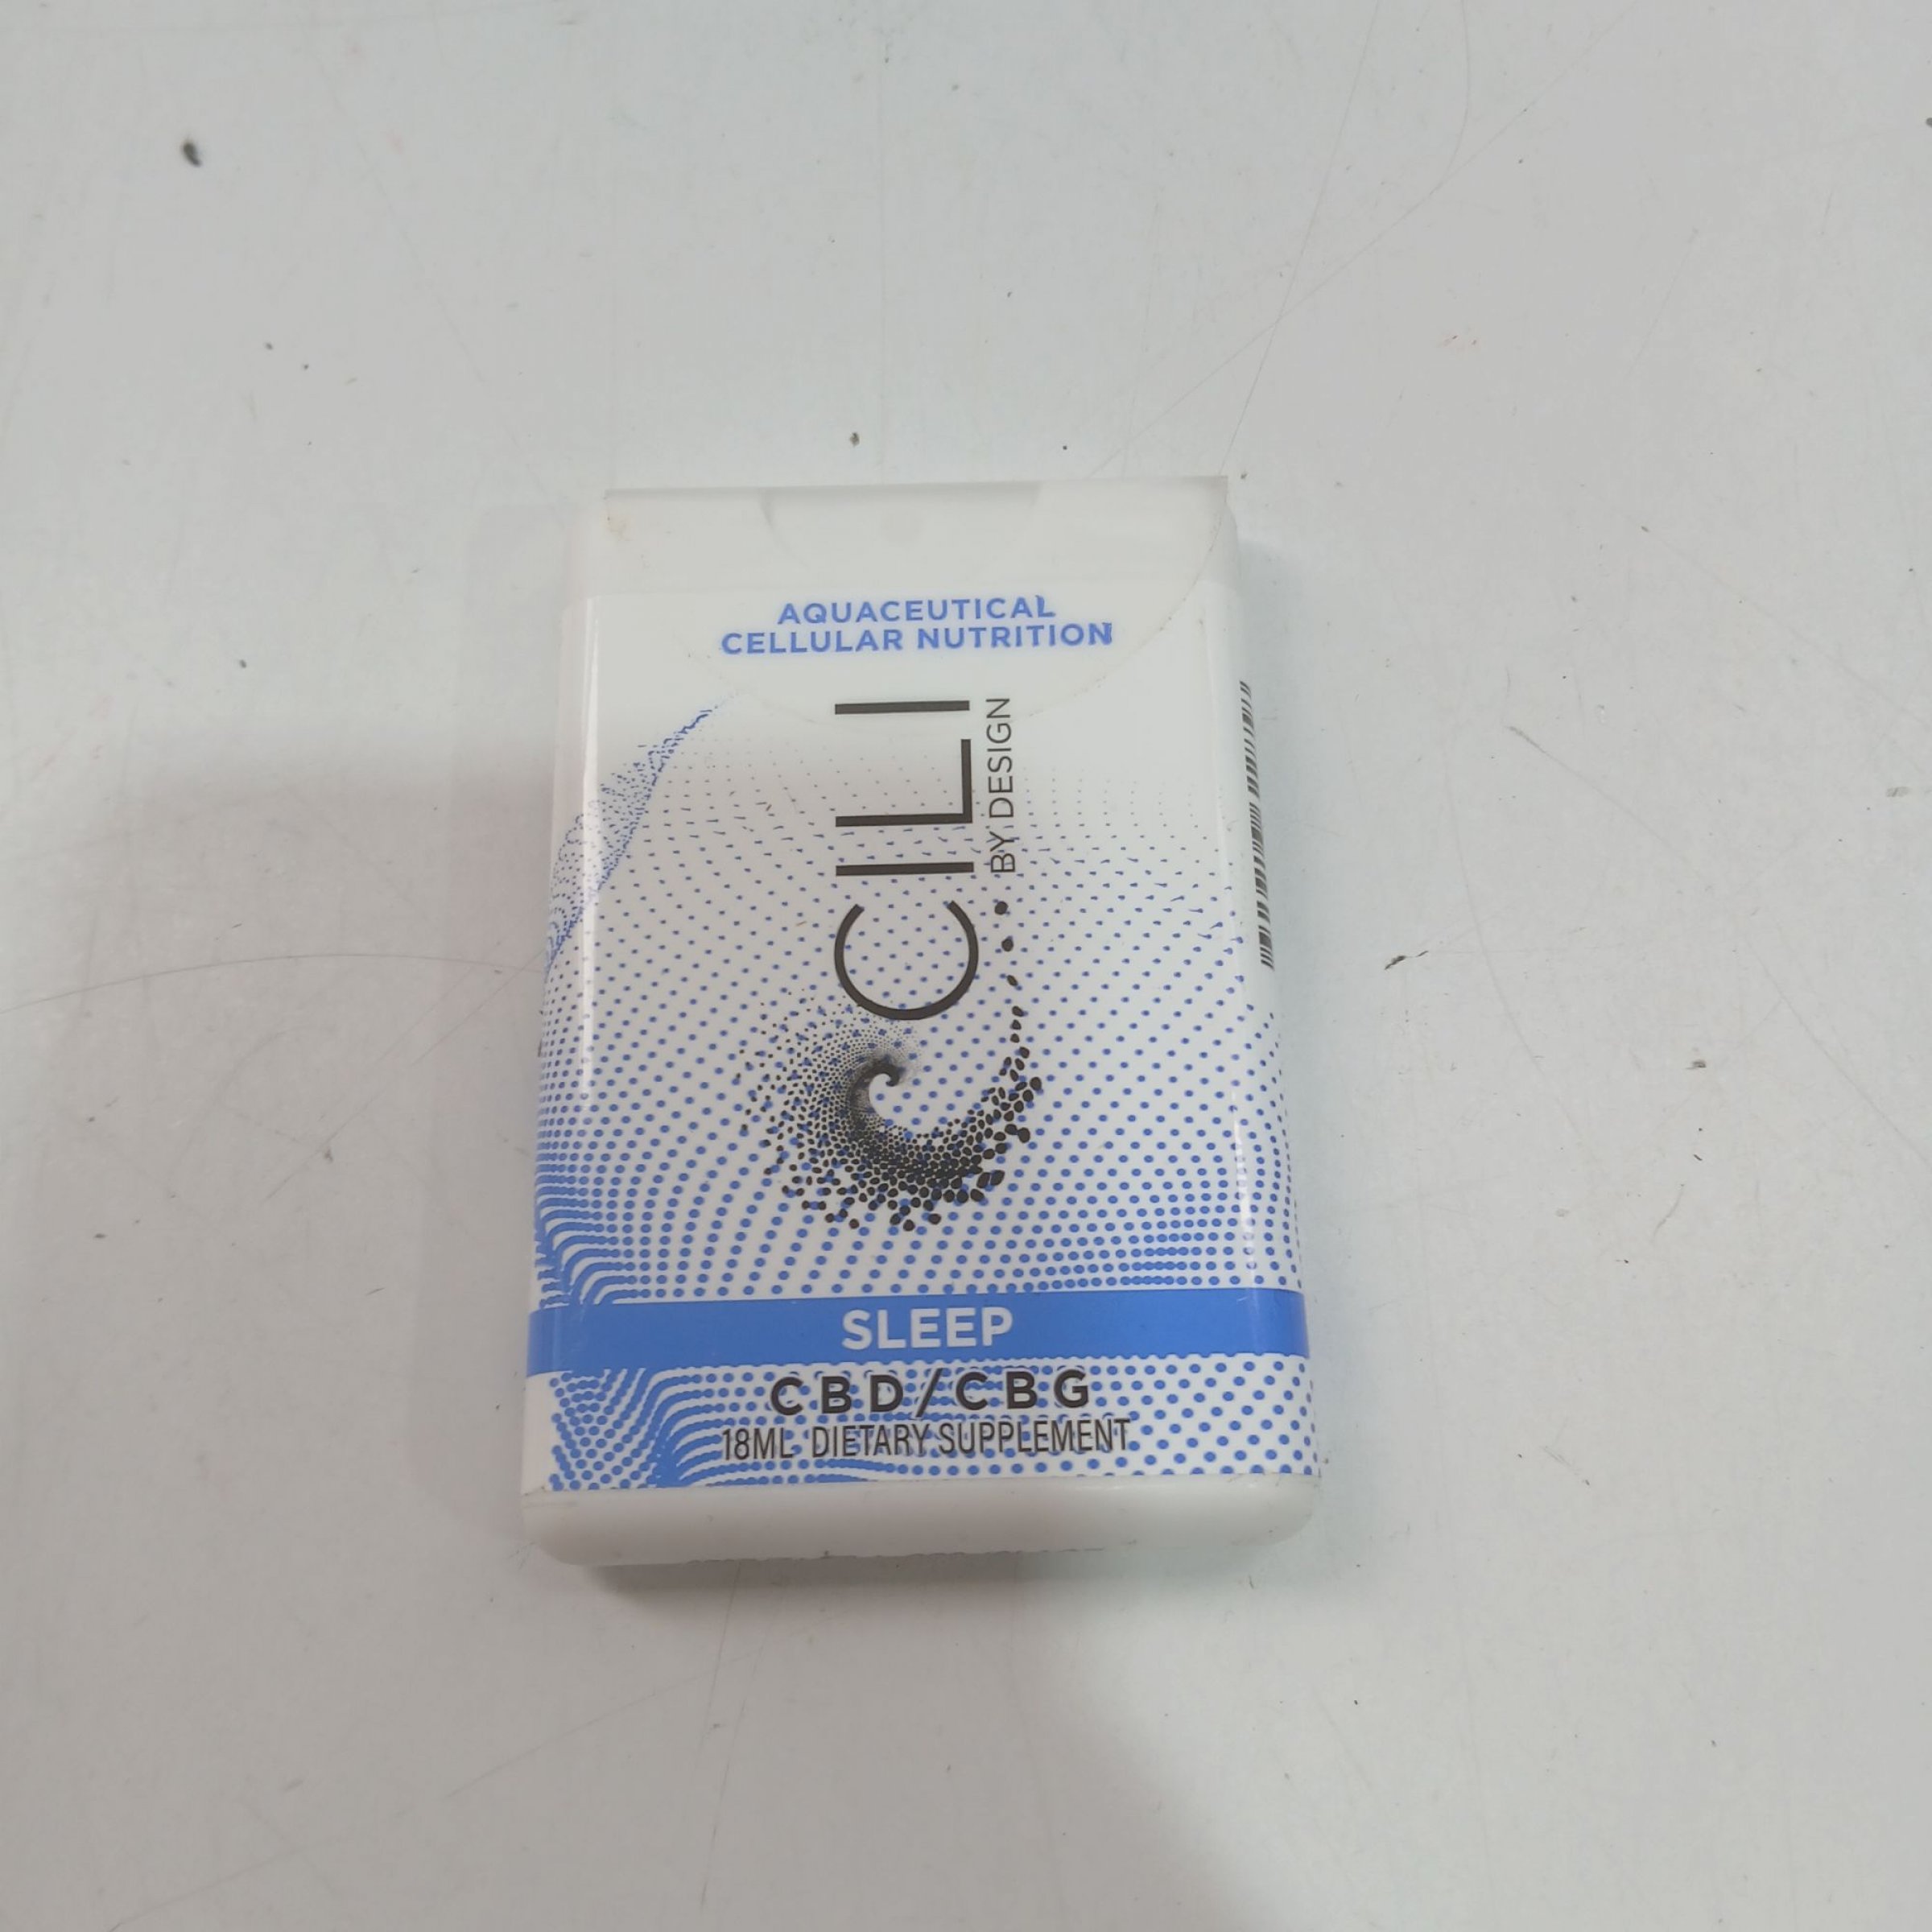 AQUACEUTICAL
CELLULAR NUTRITION
CILI
BY DESIGN
SLEEP
CBD/CBG
18ML DIETARY SUPPLEMENT